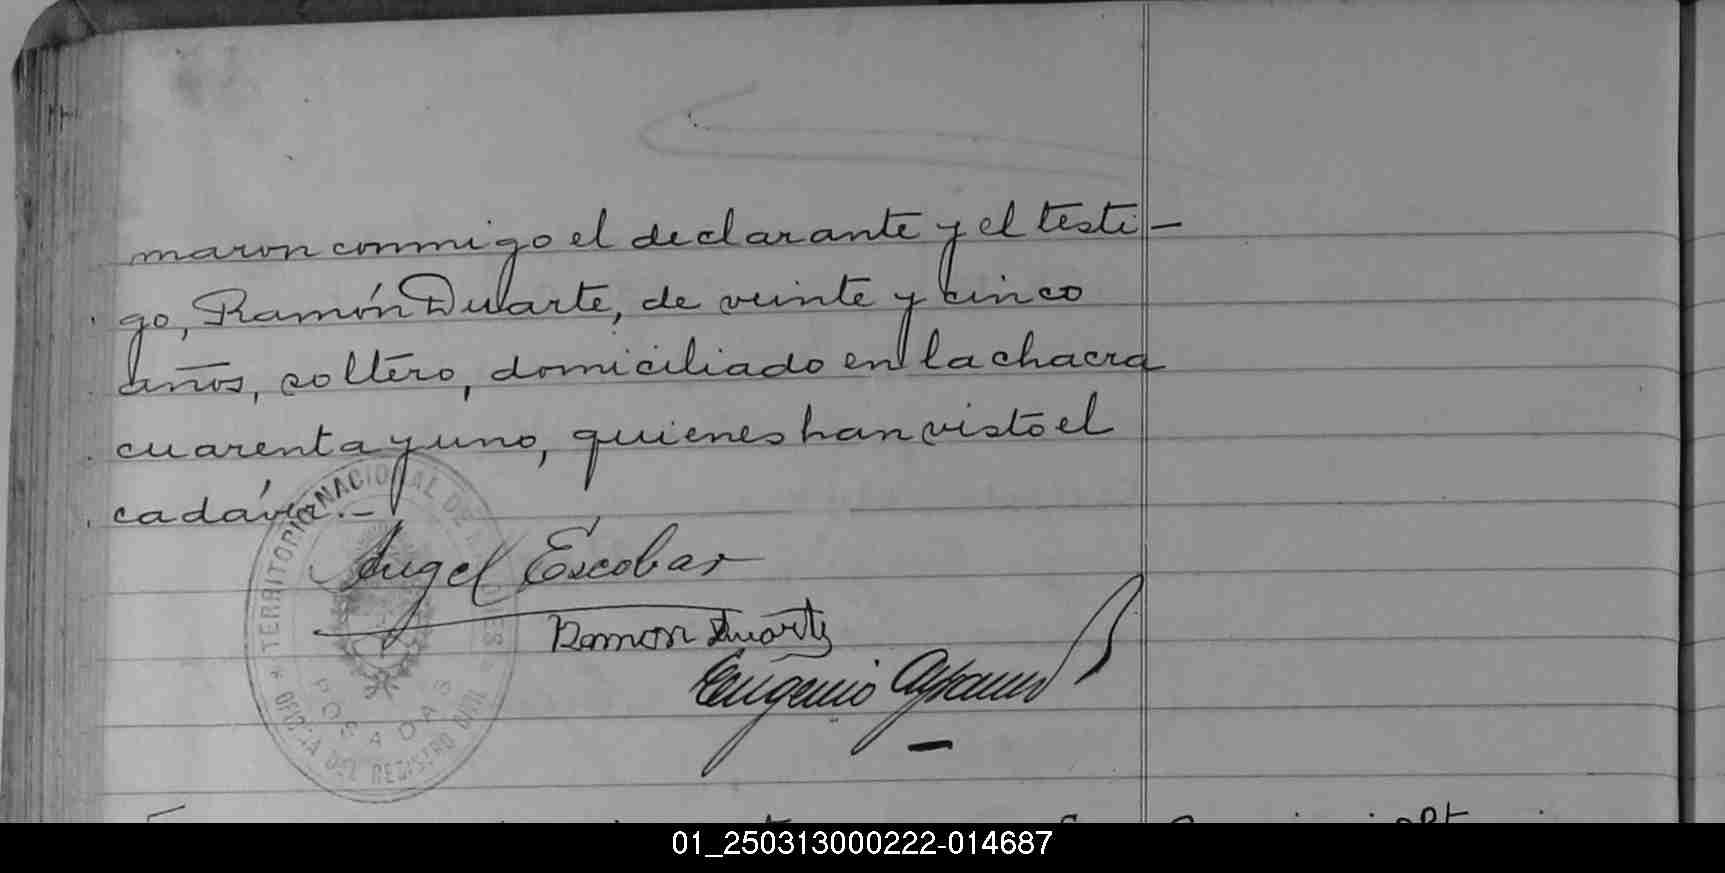 maron conmigo el declarante y el testi-
go, Ramón Duarte, de veinte y cinco
años, soltero, domiciliado en la chacra
cuarenta y uno, quienes han visto el
cadáver.-
Angel Escobar
Ramon Duarte
Eugenio
TERRITORIO NACIONAL DE MISIONES
POSADAS
OFICINA DEL REGISTRO CIVIL
01_250313000222-014687